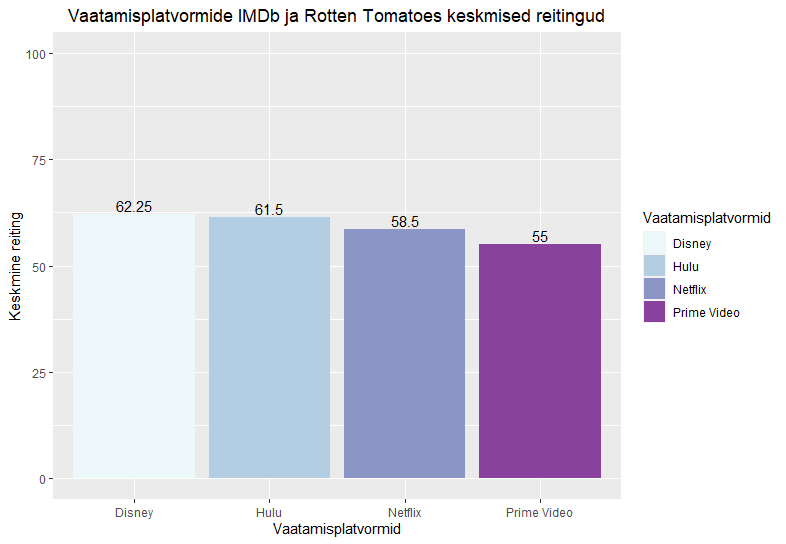 Vaatamisplatvormide IMDb ja Rotten Tomatoes keskmised reitingud
Keskmine reiting
100
75
50
25
0
62.25
61.5
58.5
55
Disney
Hulu
Netflix
Prime Video
Vaatamisplatvormid
Vaatamisplatvormid
Disney
Hulu
Netflix
Prime Video